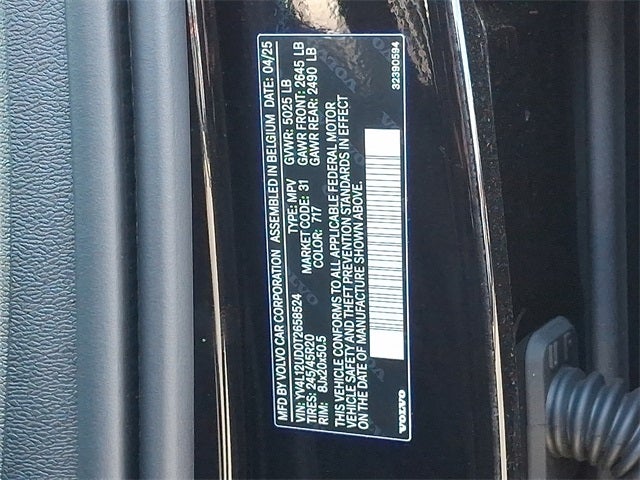 MFD BY VOLVO CAR CORPORATION ASSEMBLED IN BELGIUM DATE: 04/25
VIN: YV4L12UD0T2658524 TYPE: MPV GVWR: 5025 LB
TIRES: 245/45R20 MARKET CODE: 31 GAWR FRONT: 2645 LB
RIM: 8Jx20x50.5 COLOR: 717 GAWR REAR: 2490 LB
THIS VEHICLE CONFORMS TO ALL APPLICABLE FEDERAL MOTOR
VEHICLE SAFETY AND THEFT PREVENTION STANDARDS IN EFFECT
ON THE DATE OF MANUFACTURE SHOWN ABOVE.
VOLVO 32390594